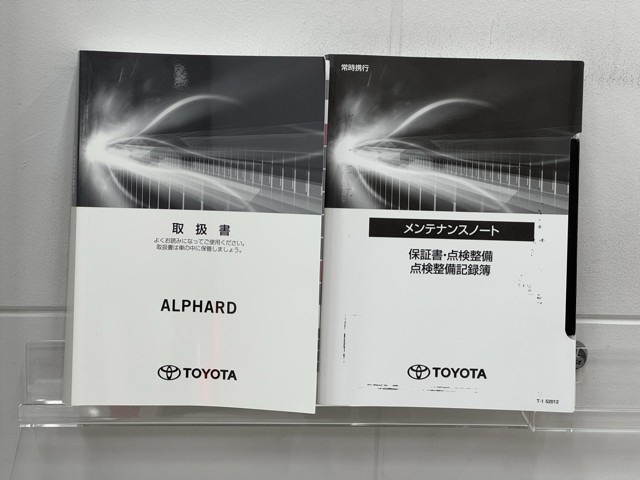 取扱書
よくお読みになってご使用ください。
取扱書は車の中に保管しましょう。
ALPHARD
TOYOTA
常時携行
メンテナンスノート
保証書・点検整備
点検整備記録簿
TOYOTA